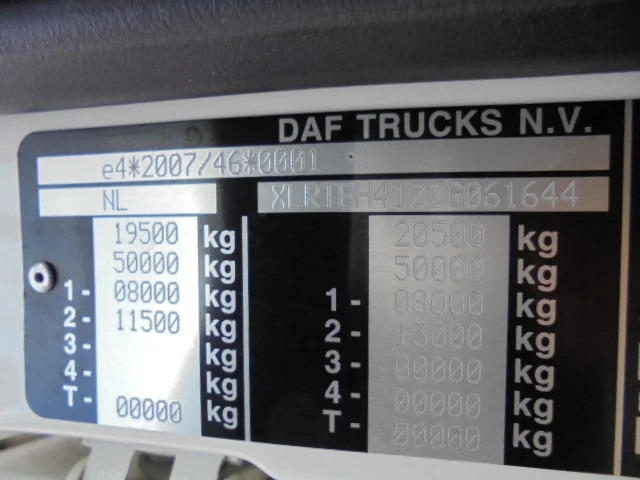 DAF TRUCKS N.V.
e4*2007/46*0001
NL XLRTEH4100G061644
19500 kg 20500 kg
50000 kg 50000 kg
1- 08000 kg 1- 08000 kg
2- 11500 kg 2- 13000 kg
3- kg 3- 00000 kg
4- kg 4- 00000 kg
T- 00000 kg T- 00000 kg